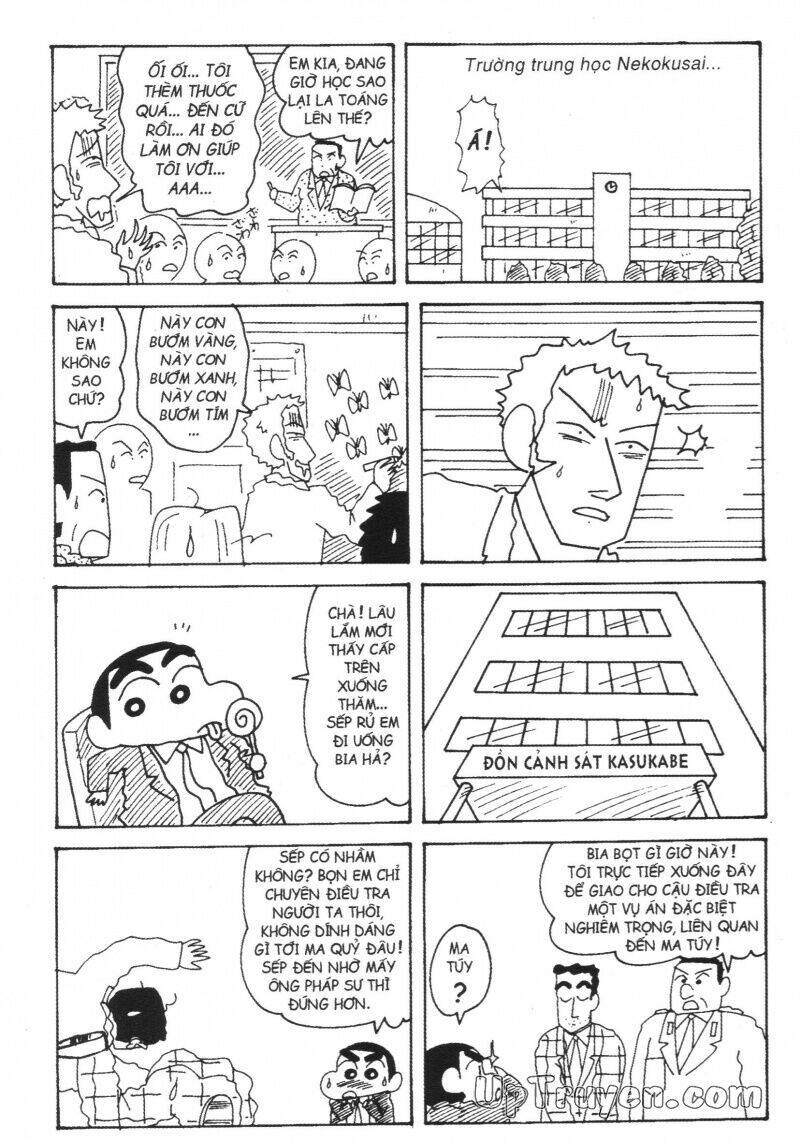 Trường trung học Nekokusai...
Á!
EM KIA, ĐANG
GIỜ HỌC SAO
LẠI LA TOÁNG
LÊN THẾ?
ỐI ỐI... TÔI
THÈM THUỐC
QUÁ... ĐẾN CỨ
RỒI... AI ĐÓ
LÀM ƠN GIÚP
TÔI VỚI...
AAA...
NÀY CON
BƯỚM VÀNG,
NÀY CON
BƯỚM XANH,
NÀY CON
BƯỚM TÍM
...
NÀY!
EM
KHÔNG
SAO
CHỨ?
ĐỒN CẢNH SÁT KASUKABE
CHÀ! LÂU
LẮM MỚI
THẤY CẤP
TRÊN
XUỐNG
THĂM...
SẾP RỦ EM
ĐI UỐNG
BIA HẢ?
BIA BỌT GÌ GIỜ NÀY!
TÔI TRỰC TIẾP XUỐNG ĐÂY
ĐỂ GIAO CHO CẬU ĐIỀU TRA
MỘT VỤ ÁN ĐẶC BIỆT
NGHIÊM TRỌNG, LIÊN QUAN
ĐẾN MA TÚY!
MA
TÚY
?
SẾP CÓ NHẦM
KHÔNG? BỌN EM CHỈ
CHUYÊN ĐIỀU TRA
NGƯỜI TA THÔI,
KHÔNG DÍNH DÁNG
GÌ TỚI MA QUỶ ĐÂU!
SẾP ĐẾN NHỜ MẤY
ÔNG PHÁP SƯ THÌ
ĐÚNG HƠN.
UpTruyen.com